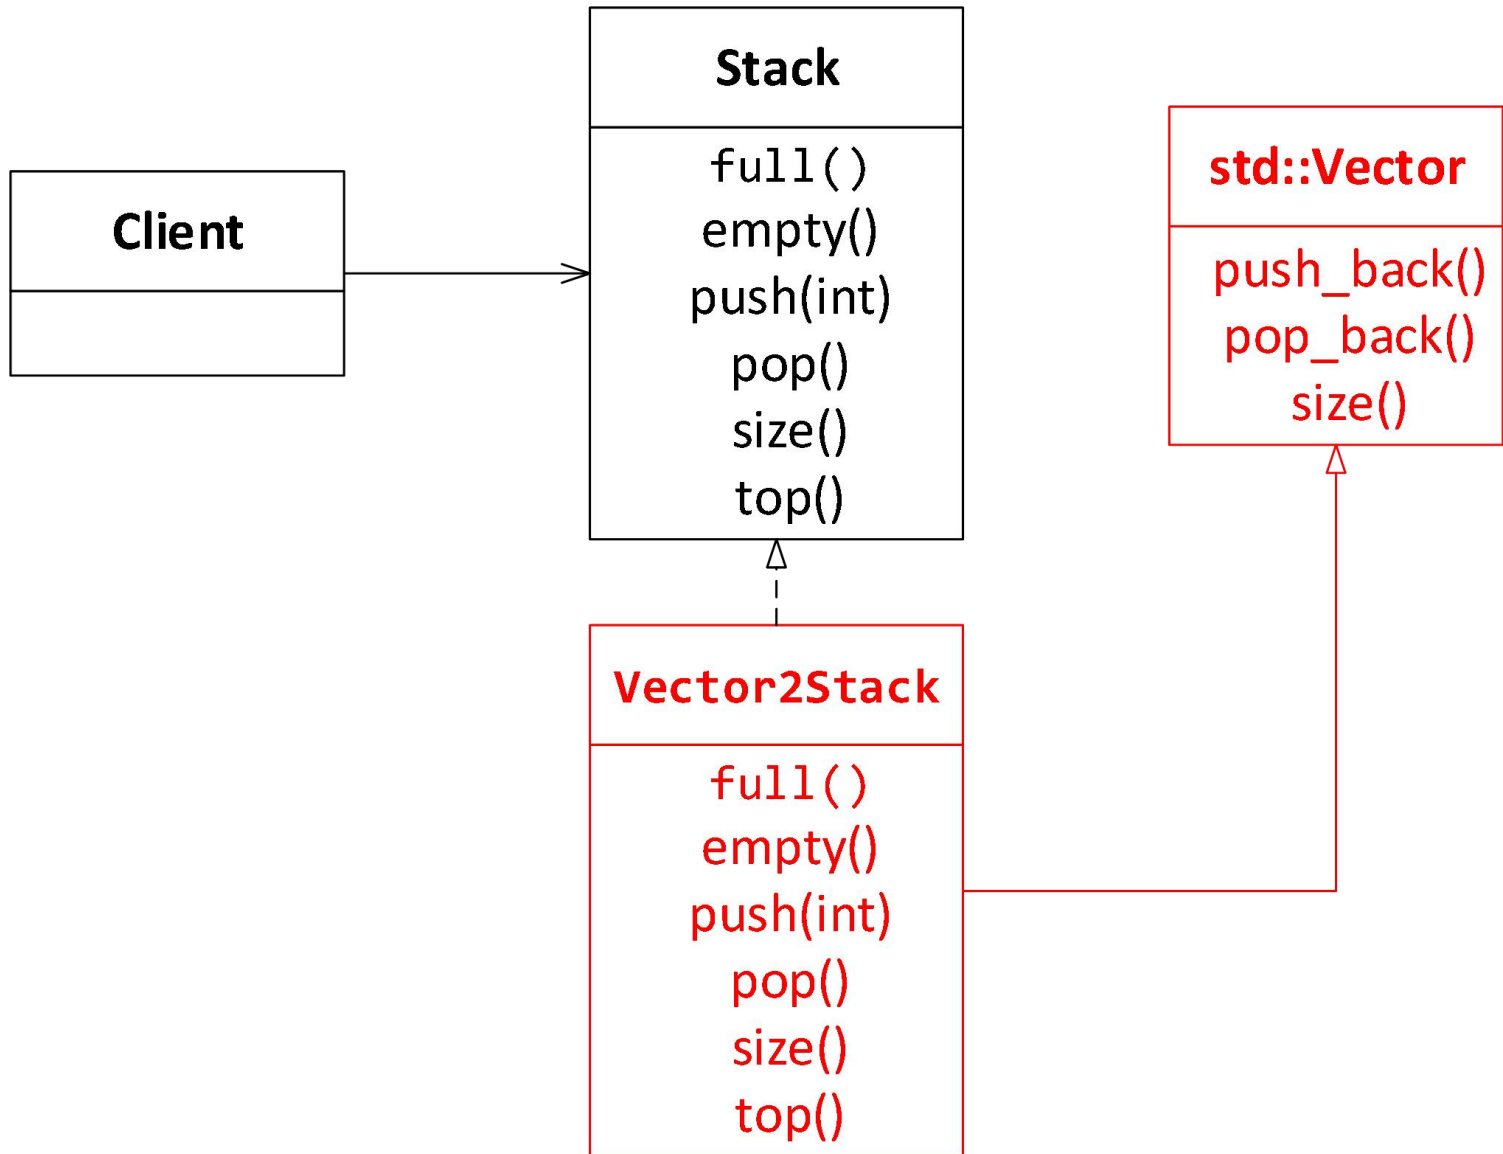 Client
Stack
full()
empty()
push(int)
pop()
size()
top()
std::Vector
push_back()
pop_back()
size()
Vector2Stack
full()
empty()
push(int)
pop()
size()
top()